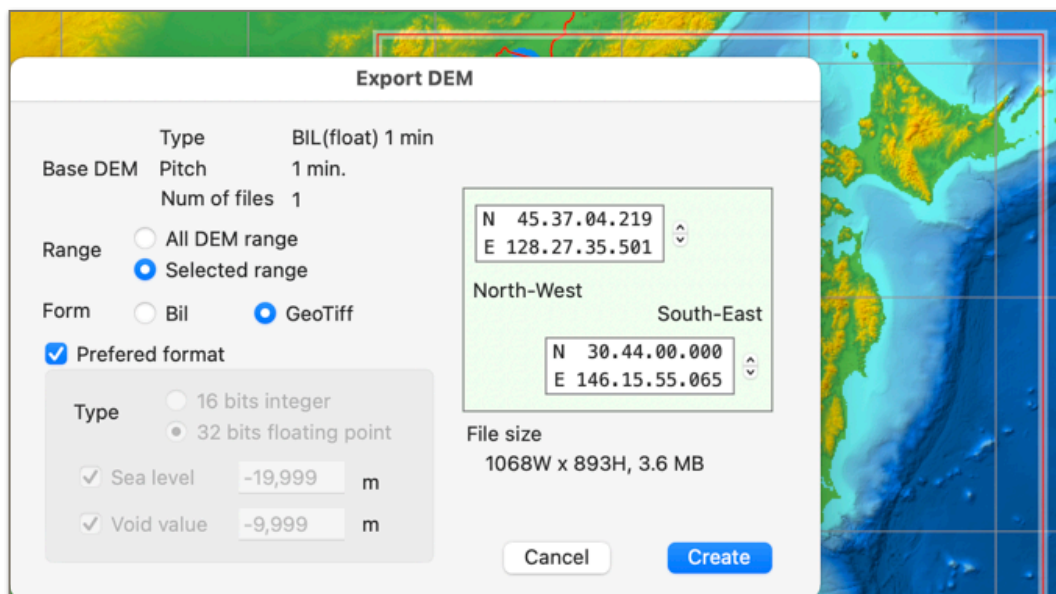 Export DEM
Type BIL(float) 1 min
Base DEM Pitch 1 min.
Num of files 1
Range All DEM range
Selected range
Form Bil GeoTiff
Prefered format
Type 16 bits integer
32 bits floating point
Sea level -19,999 m
Void value -9,999 m
N 45.37.04.219
E 128.27.35.501
North-West
South-East
N 30.44.00.000
E 146.15.55.065
File size
1068W x 893H, 3.6 MB
Cancel Create